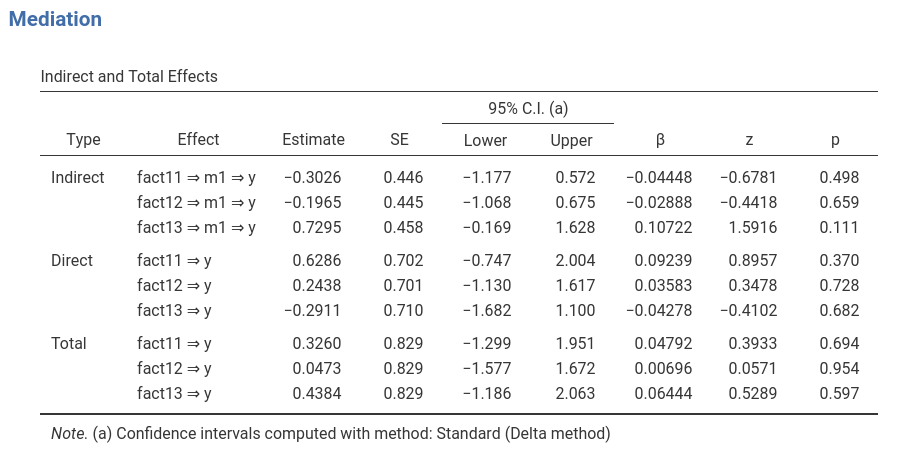 Mediation
Indirect and Total Effects
95% C.I. (a)
Type Effect Estimate SE Lower Upper β z p
Indirect fact11 ⇒ m1 ⇒ y −0.3026 0.446 −1.177 0.572 −0.04448 −0.6781 0.498
fact12 ⇒ m1 ⇒ y −0.1965 0.445 −1.068 0.675 −0.02888 −0.4418 0.659
fact13 ⇒ m1 ⇒ y 0.7295 0.458 −0.169 1.628 0.10722 1.5916 0.111
Direct fact11 ⇒ y 0.6286 0.702 −0.747 2.004 0.09239 0.8957 0.370
fact12 ⇒ y 0.2438 0.701 −1.130 1.617 0.03583 0.3478 0.728
fact13 ⇒ y −0.2911 0.710 −1.682 1.100 −0.04278 −0.4102 0.682
Total fact11 ⇒ y 0.3260 0.829 −1.299 1.951 0.04792 0.3933 0.694
fact12 ⇒ y 0.0473 0.829 −1.577 1.672 0.00696 0.0571 0.954
fact13 ⇒ y 0.4384 0.829 −1.186 2.063 0.06444 0.5289 0.597
Note. (a) Confidence intervals computed with method: Standard (Delta method)